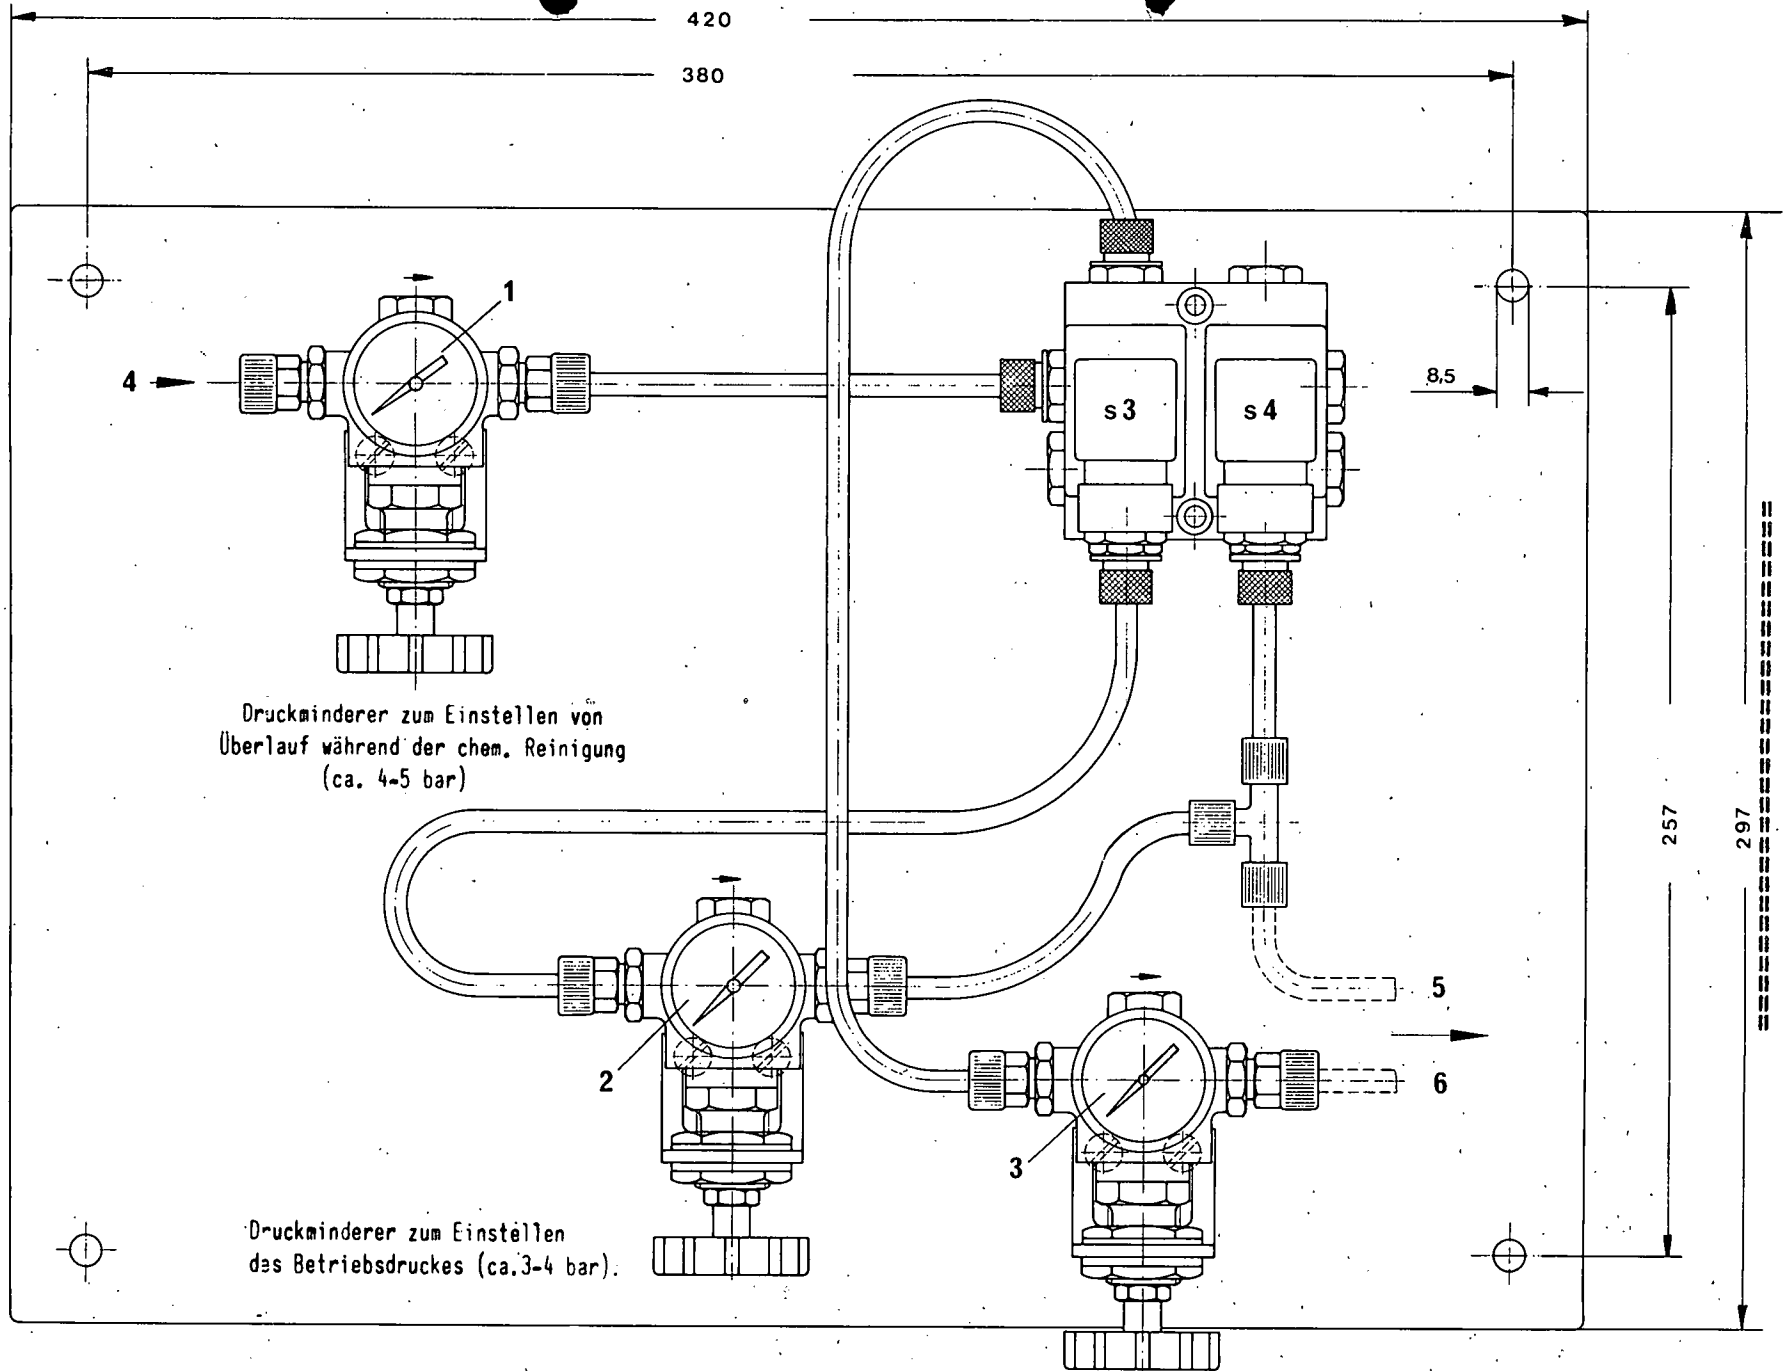 420
380
1
4
s3
s4
8,5
Druckminderer zum Einstellen von
Überlauf während der chem. Reinigung
(ca. 4-5 bar)
257
297
5
2
6
3
Druckminderer zum Einstellen
des Betriebsdruckes (ca.3-4 bar).